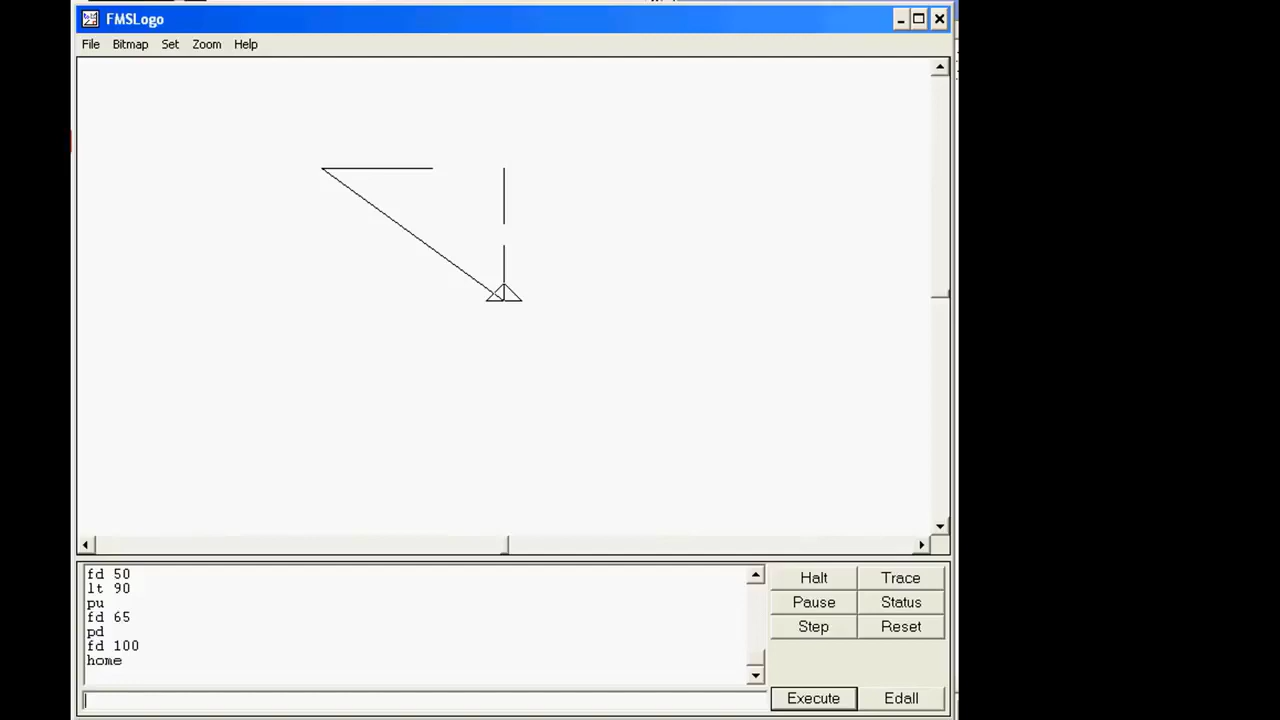 FMSLogo
File Bitmap Set Zoom Help
fd 50
lt 90
pu
fd 65
pd
fd 100
home
Halt Trace
Pause Status
Step Reset
Execute Edall